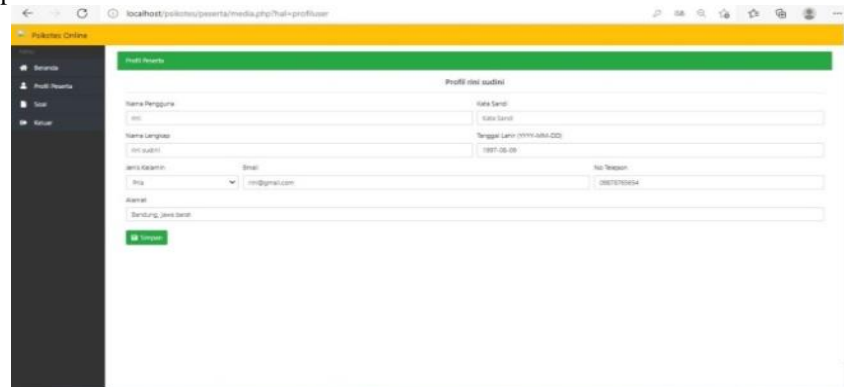 localhost/psikotes/peserta/media.php?hal=profiluser
Psikotes Online
Menu
Beranda
Profil Peserta
Soal
Keluar
Profil Peserta
Profil rini sudini
Nama Pengguna
Kata Sandi
rini
Kata Sandi
Nama Lengkap
Tanggal Lahir (YYYY-MM-DD)
rini sudini
1997-06-09
Jenis Kelamin
Email
No Telepon
Pria
rini@gmail.com
Alamat
Bandung, jawa barat
Simpan